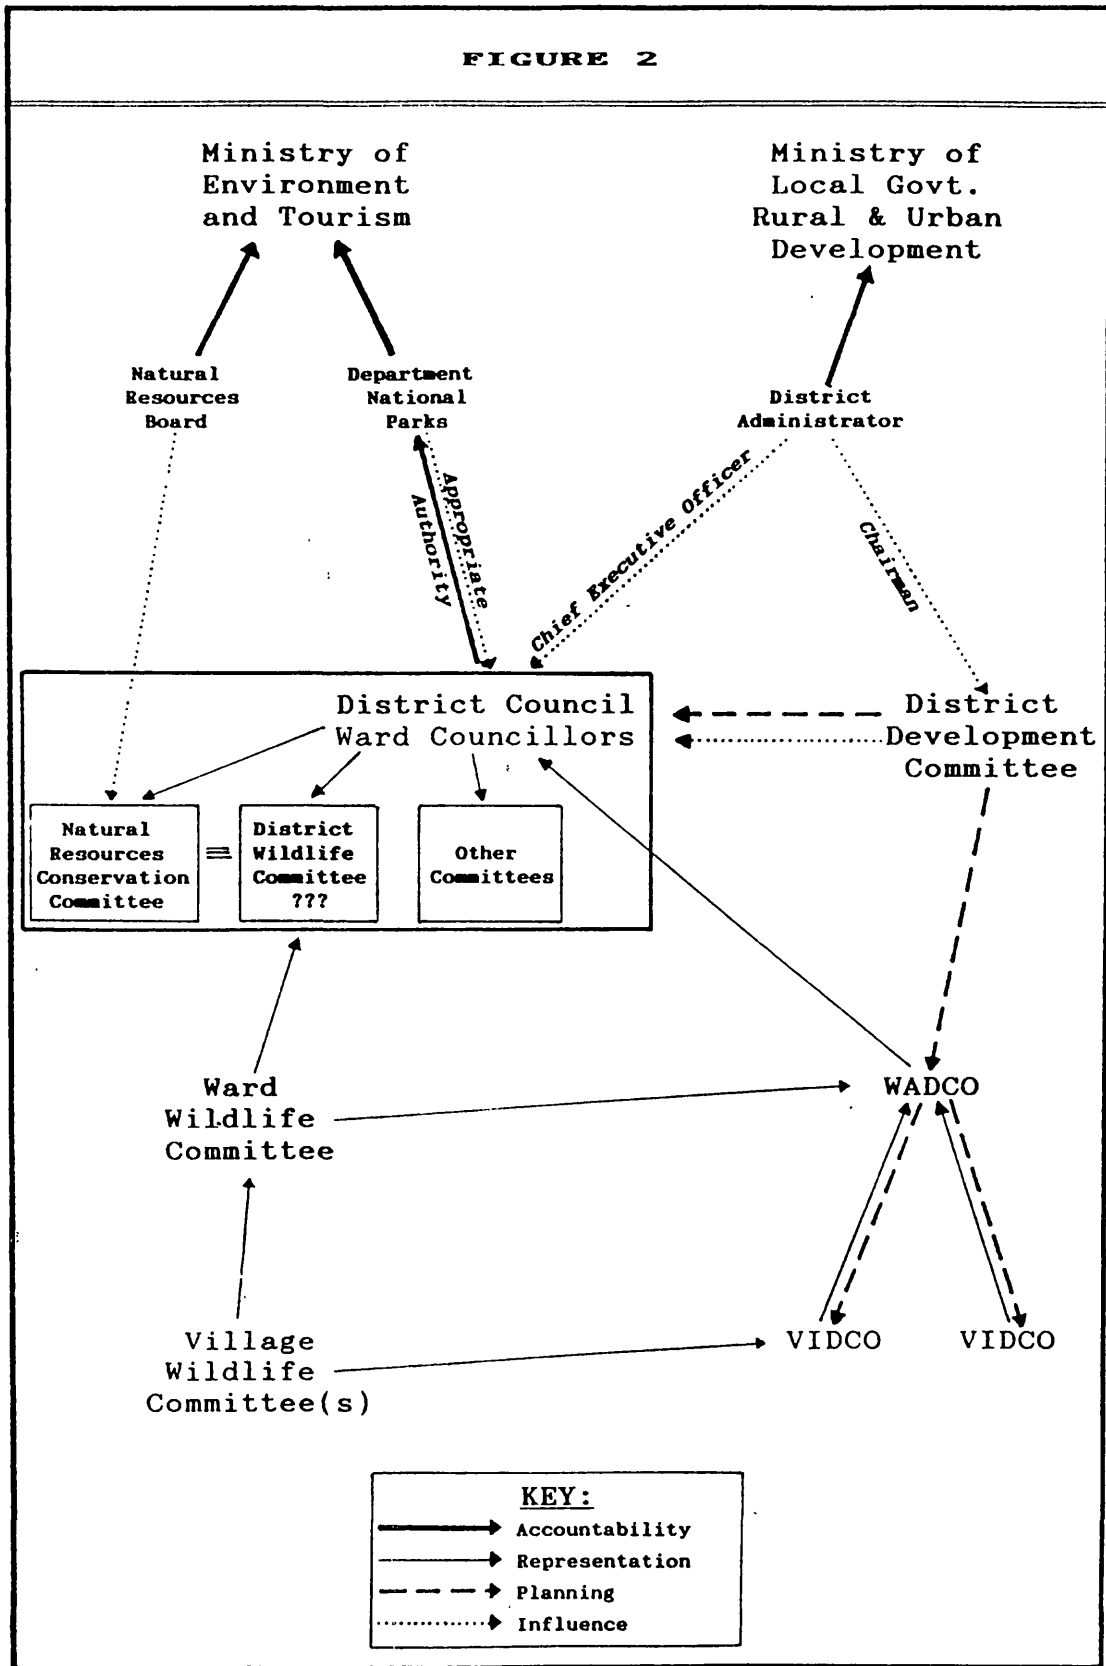 FIGURE 2
Ministry of
Environment
and Tourism
Ministry of
Local Govt.
Rural & Urban
Development
Natural
Resources
Board
Department
National
Parks
District
Administrator
Appropriate
Authority
Chief Executive Officer
Chairman
District Council
Ward Councillors
District
Development
Committee
Natural
Resources
Conservation
Committee
≡
District
Wildlife
Committee
???
Other
Committees
Ward
Wildlife
Committee
WADCO
Village
Wildlife
Committee(s)
VIDCO
VIDCO
KEY:
Accountability
Representation
Planning
Influence